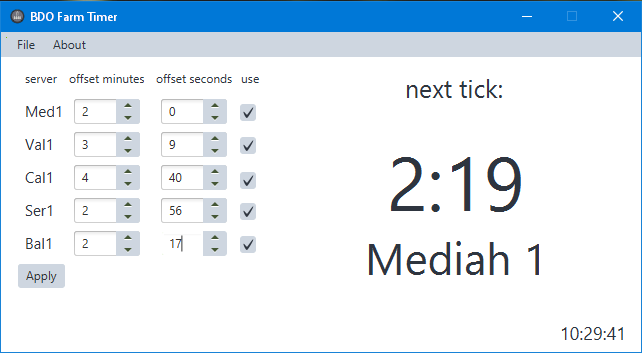 BDO Farm Timer
File About
server offset minutes offset seconds use
Med1 2 0
Val1 3 9
Cal1 4 40
Ser1 2 56
Bal1 2 17
Apply
next tick:
2:19
Mediah 1
10:29:41